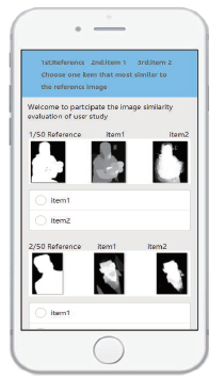 1st:Reference 2nd:item 1 3rd:item 2
Choose one item that most similar to
the reference image
Welcome to participate the image similarity
evaluation of user study
1/50 Reference item1 item2
item1
item2
2/50 Reference item1 item2
item1